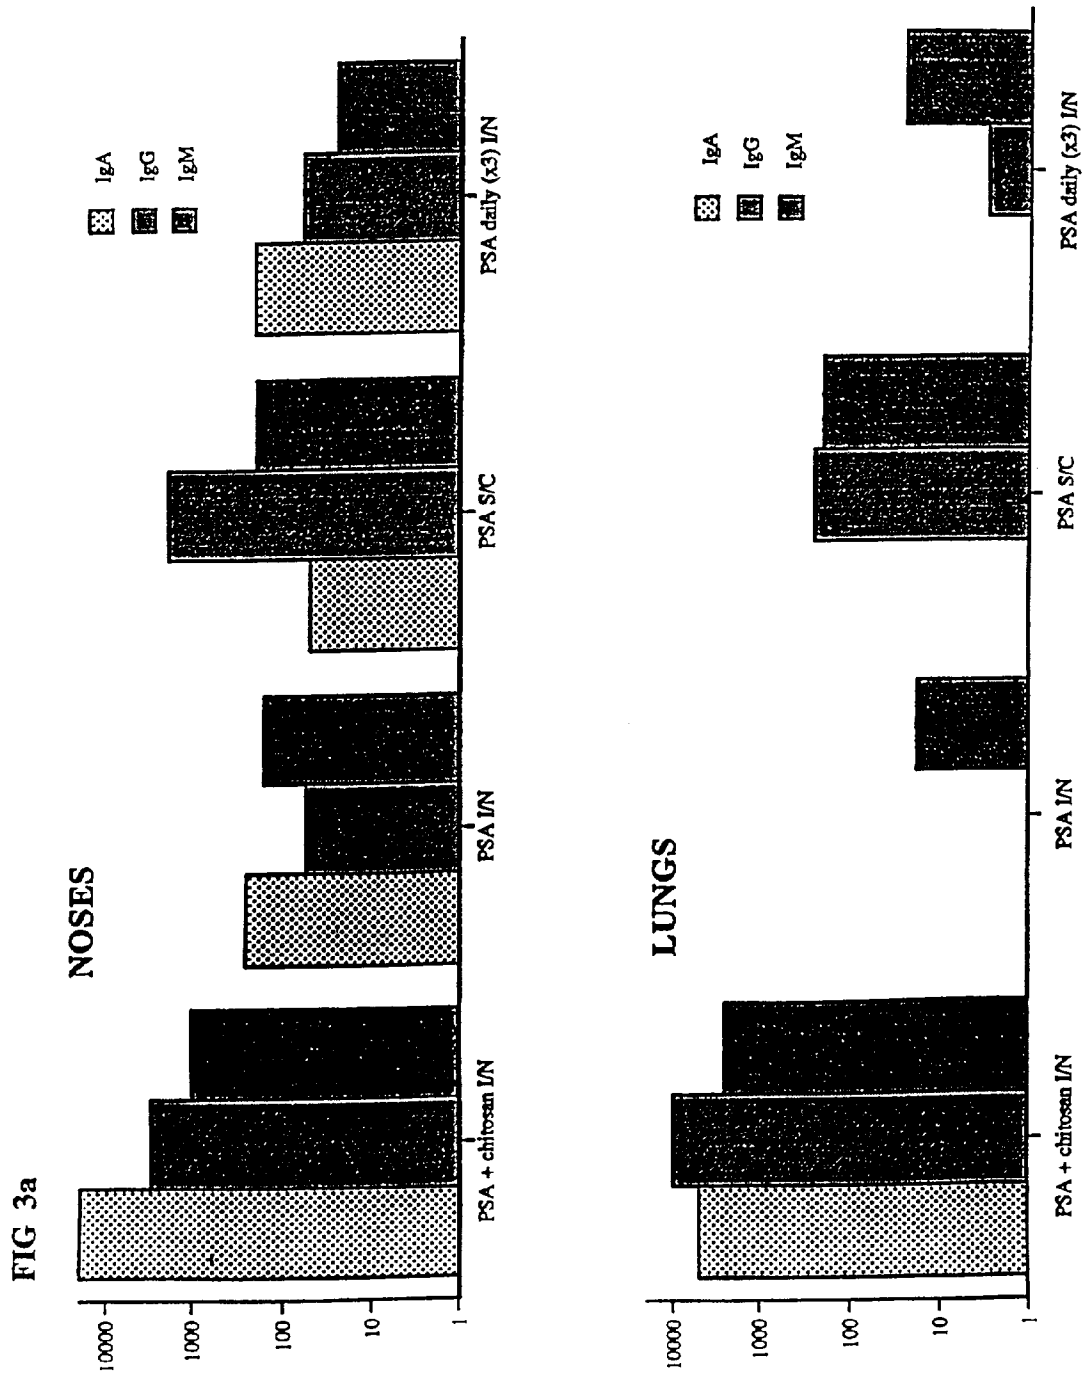 FIG 3a
NOSES
10000
1000
100
10
1
IgA
IgG
IgM
PSA + chitosan I/N
PSA I/N
PSA S/C
PSA daily (x3) I/N
LUNGS
10000
1000
100
10
1
IgA
IgG
IgM
PSA + chitosan I/N
PSA I/N
PSA S/C
PSA daily (x3) I/N